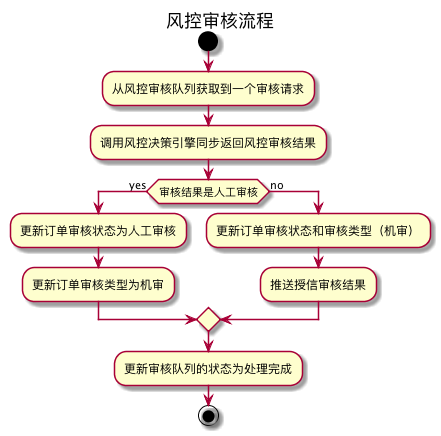 风控审核流程
从风控审核队列获取到一个审核请求
调用风控决策引擎同步返回风控审核结果
yes
审核结果是人工审核
no
更新订单审核状态为人工审核
更新订单审核类型为机审
更新订单审核状态和审核类型（机审）
推送授信审核结果
更新审核队列的状态为处理完成